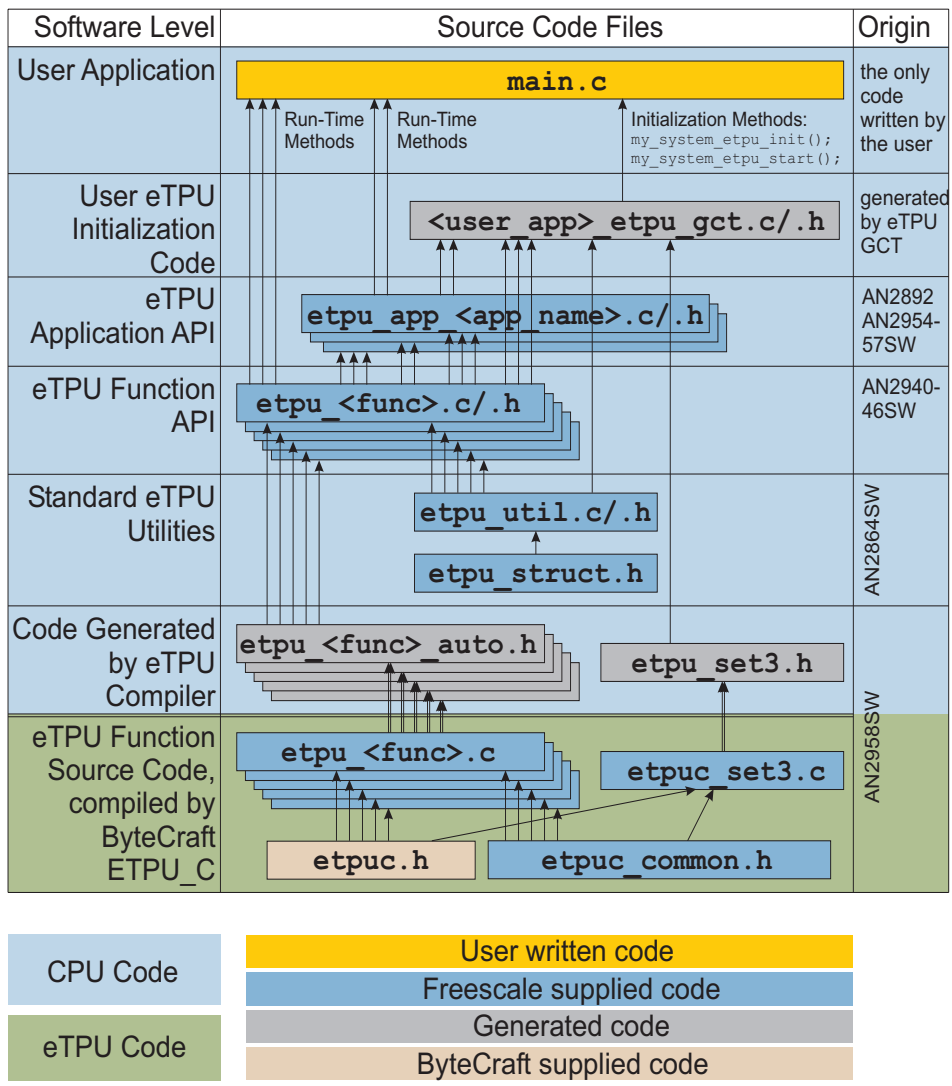 Software Level
Source Code Files
Origin
User Application
main.c
the only
code
written by
the user
Run-Time
Methods
Run-Time
Methods
Initialization Methods:
my_system_etpu_init();
my_system_etpu_start();
User eTPU
Initialization
Code
<user_app>_etpu_gct.c/.h
generated
by eTPU
GCT
eTPU
Application API
etpu_app_<app_name>.c/.h
AN2892
AN2954-
57SW
eTPU Function
API
etpu_<func>.c/.h
AN2940-
46SW
Standard eTPU
Utilities
etpu_util.c/.h
etpu_struct.h
AN2864SW
Code Generated
by eTPU
Compiler
etpu_<func>_auto.h
etpu_set3.h
AN2958SW
eTPU Function
Source Code,
compiled by
ByteCraft
ETPU_C
etpu_<func>.c
etpuc_set3.c
etpuc.h
etpuc_common.h
CPU Code
eTPU Code
User written code
Freescale supplied code
Generated code
ByteCraft supplied code